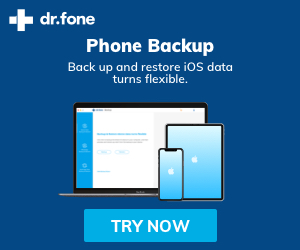 dr.fone
Phone Backup
Back up and restore iOS data
turns flexible.
TRY NOW